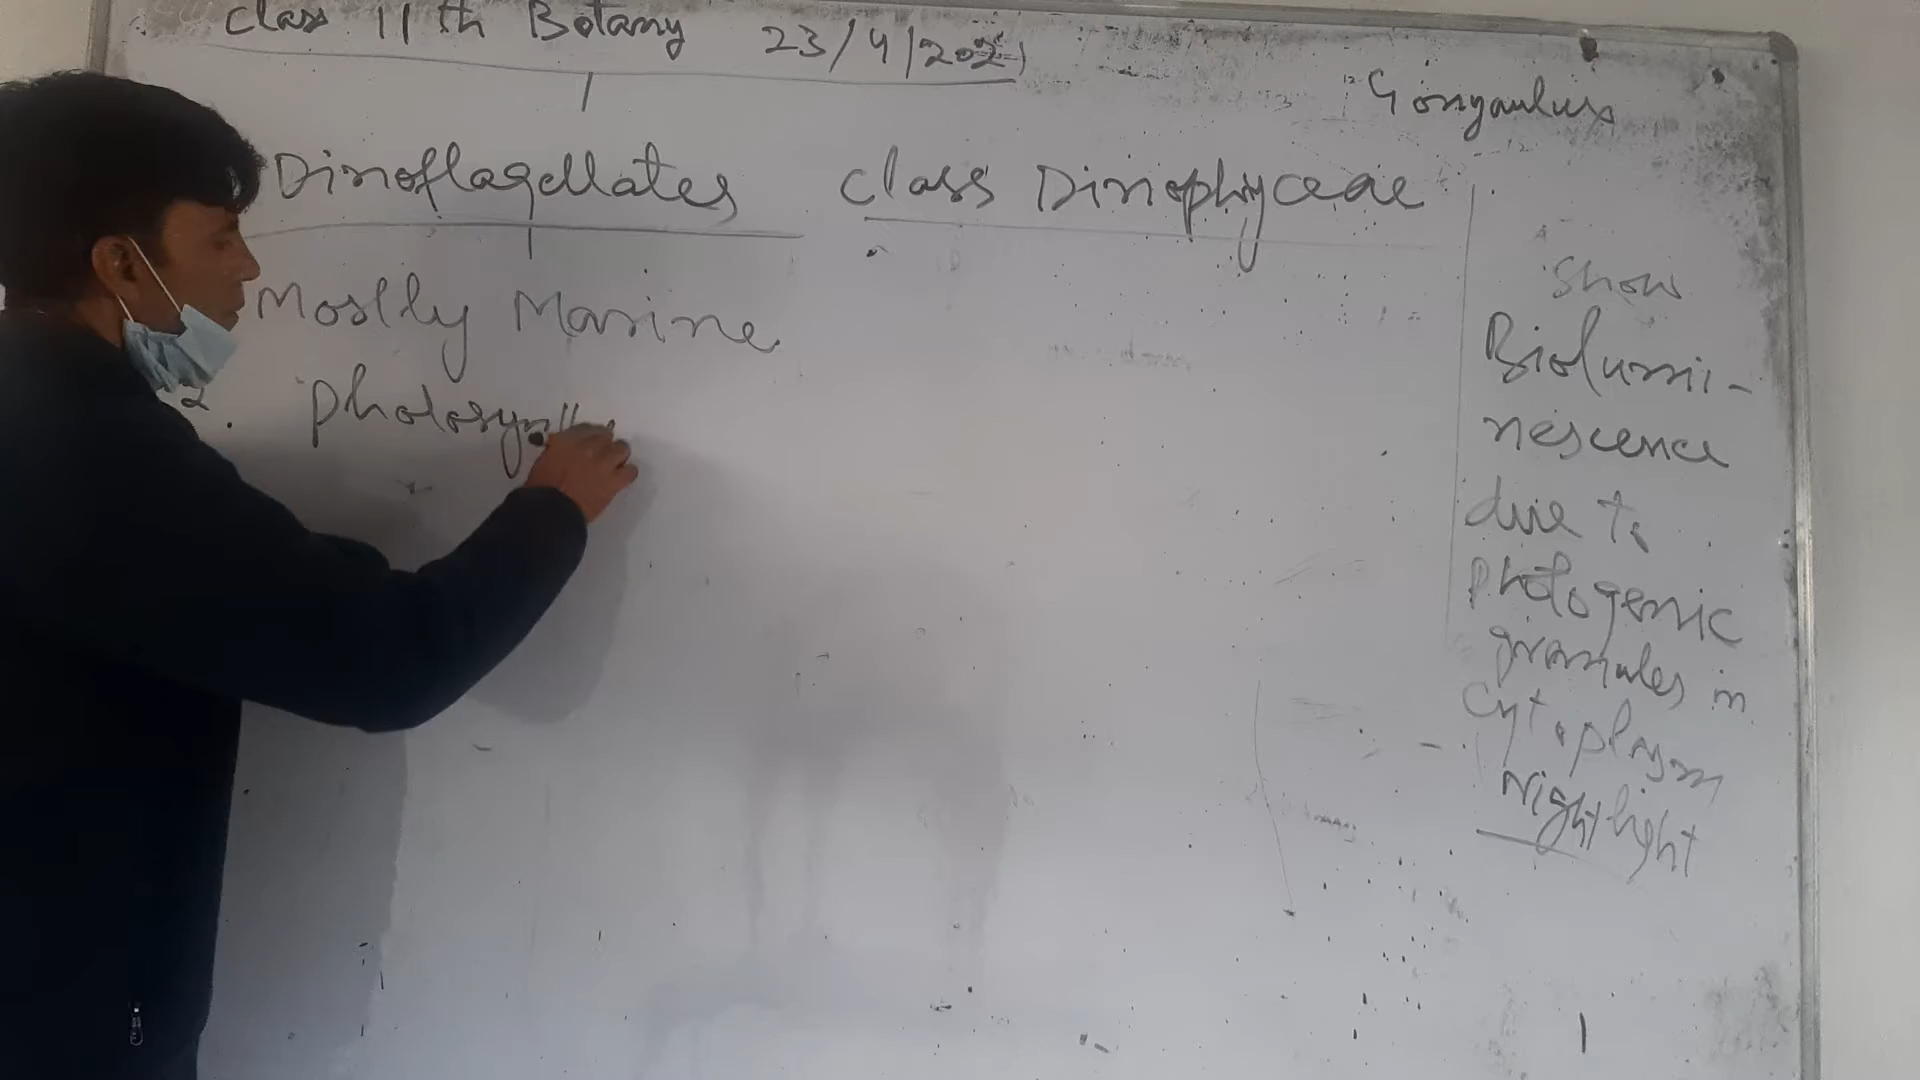 Class 11th Botany 23/4/2021
Gonyaulux
Dinoflagellates Class Dinophyceae
Mostly Marine
2. Photosynthe
Show
Biolumi-
nescence
due to
Photogenic
granules in
Cytoplasm
Night light